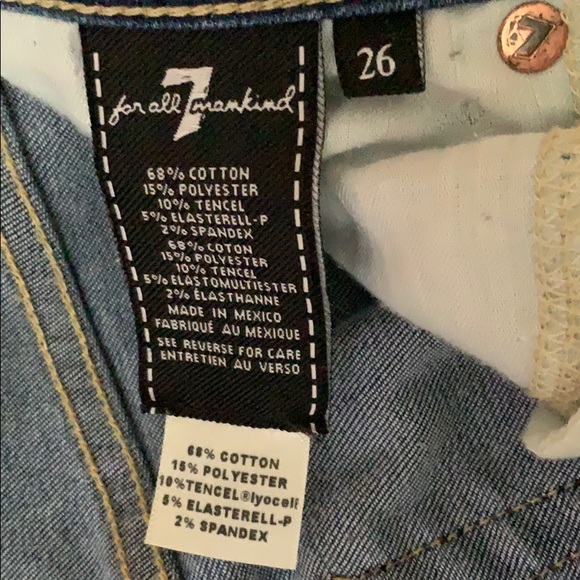 7
for all mankind
26
7
68% COTTON
15% POLYESTER
10% TENCEL
5% ELASTERELL-P
2% SPANDEX
68% COTON
15% POLYESTER
10% TENCEL
5% ELASTOMULTIESTER
2% ÉLASTHANNE
MADE IN MEXICO
FABRIQUÉ AU MEXIQUE
SEE REVERSE FOR CARE
ENTRETIEN AU VERSO
68% COTTON
15% POLYESTER
10%TENCEL®lyocell
5% ELASTERELL-P
2% SPANDEX